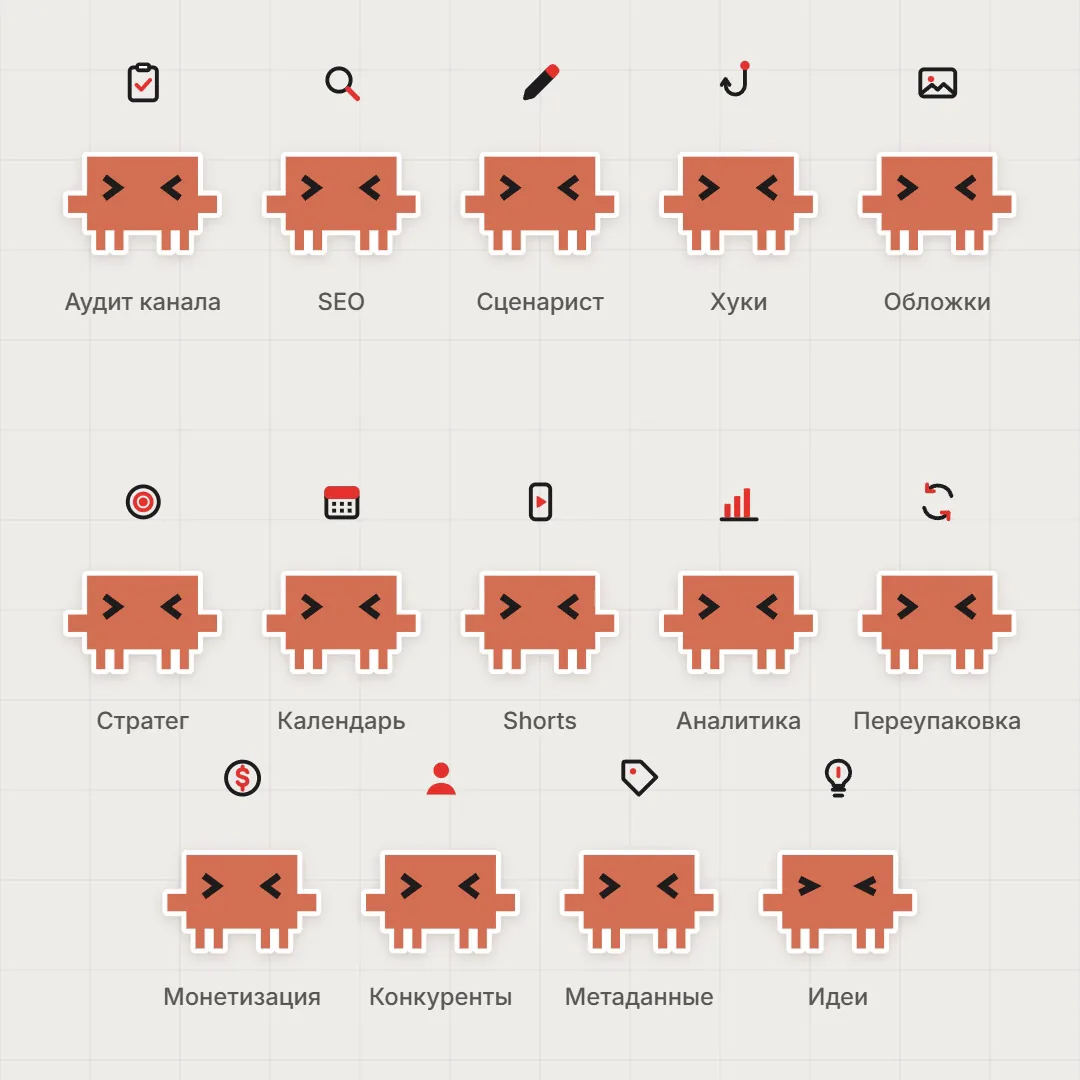 Аудит канала
SEO
Сценарист
Хуки
Обложки
Стратег
Календарь
Shorts
Аналитика
Переупаковка
$
Монетизация
Конкуренты
Метаданные
Идеи